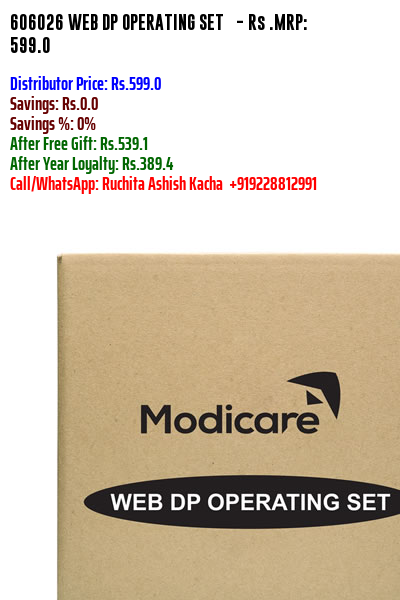 606026 WEB DP OPERATING SET - Rs .MRP:
599.0
Distributor Price: Rs.599.0
Savings: Rs.0.0
Savings %: 0%
After Free Gift: Rs.539.1
After Year Loyalty: Rs.389.4
Call/WhatsApp: Ruchita Ashish Kacha +919228812991
Modicare
WEB DP OPERATING SET